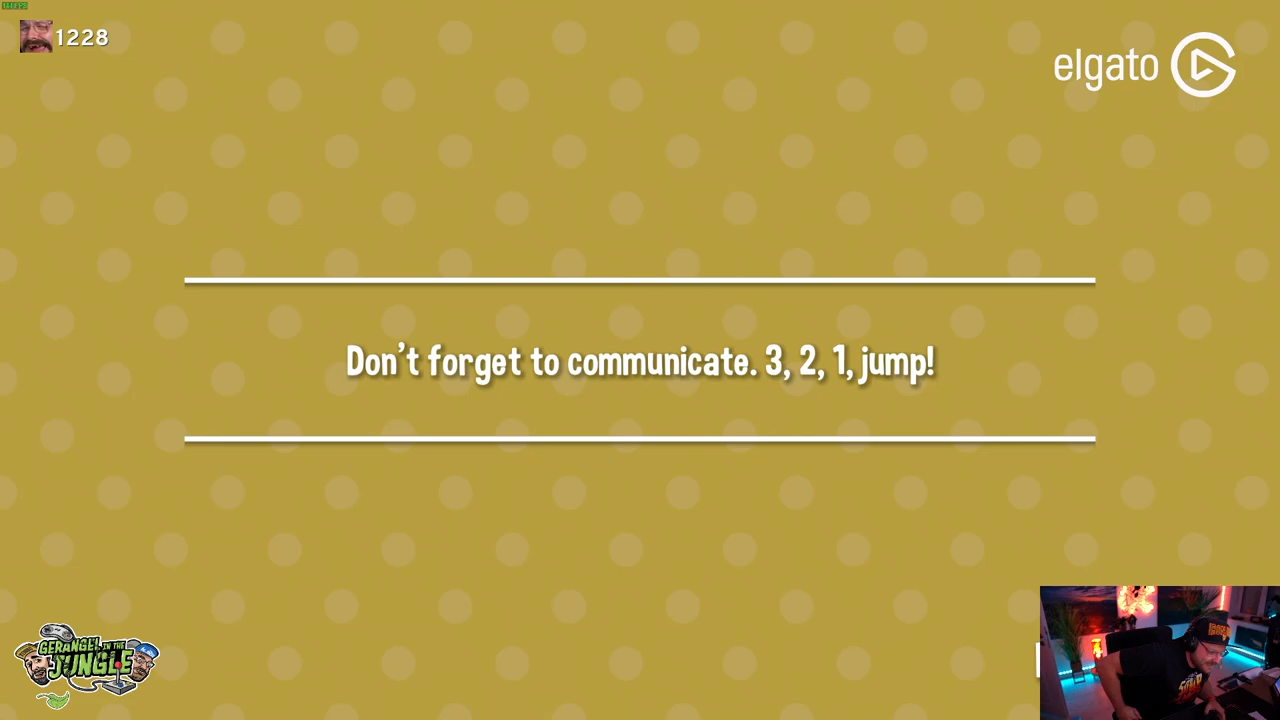 1228
elgato
Don't forget to communicate. 3, 2, 1, jump!
GERANGEL IN THE
JUNGLE